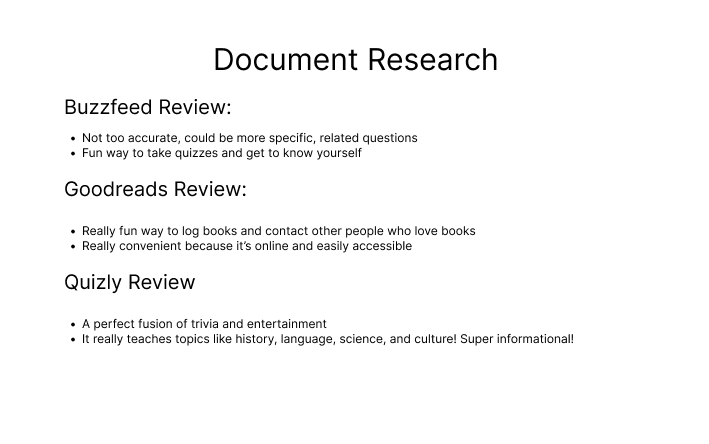 Document Research
Buzzfeed Review:
• Not too accurate, could be more specific, related questions
• Fun way to take quizzes and get to know yourself
Goodreads Review:
• Really fun way to log books and contact other people who love books
• Really convenient because it’s online and easily accessible
Quizly Review
• A perfect fusion of trivia and entertainment
• It really teaches topics like history, language, science, and culture! Super informational!